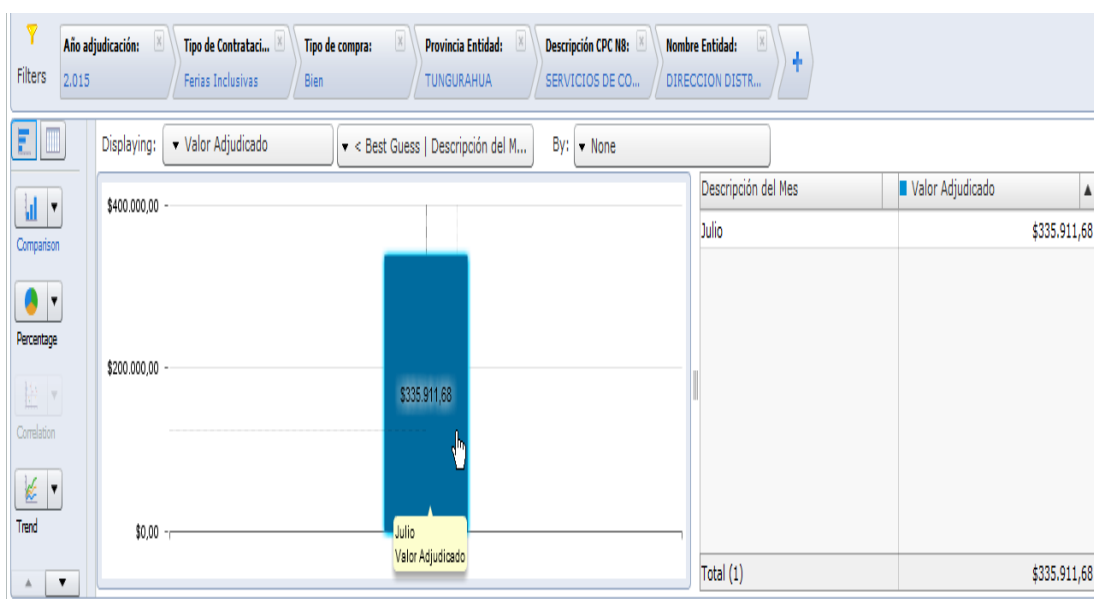 Filters
Año adjudicación: x
2.015
Tipo de Contrataci... x
Ferias Inclusivas
Tipo de compra: x
Bien
Provincia Entidad: x
TUNGURAHUA
Descripción CPC N8: x
SERVICIOS DE CO...
Nombre Entidad: x
DIRECCION DISTR...
+
Displaying: ▼ Valor Adjudicado ▼ < Best Guess | Descripción del M... By: ▼ None
Comparison
Percentage
Correlation
Trend
$400.000,00
$200.000,00
$0,00
$335.911,68
Julio
Valor Adjudicado
Descripción del Mes Valor Adjudicado ▲
Julio $335.911,68
Total (1) $335.911,68